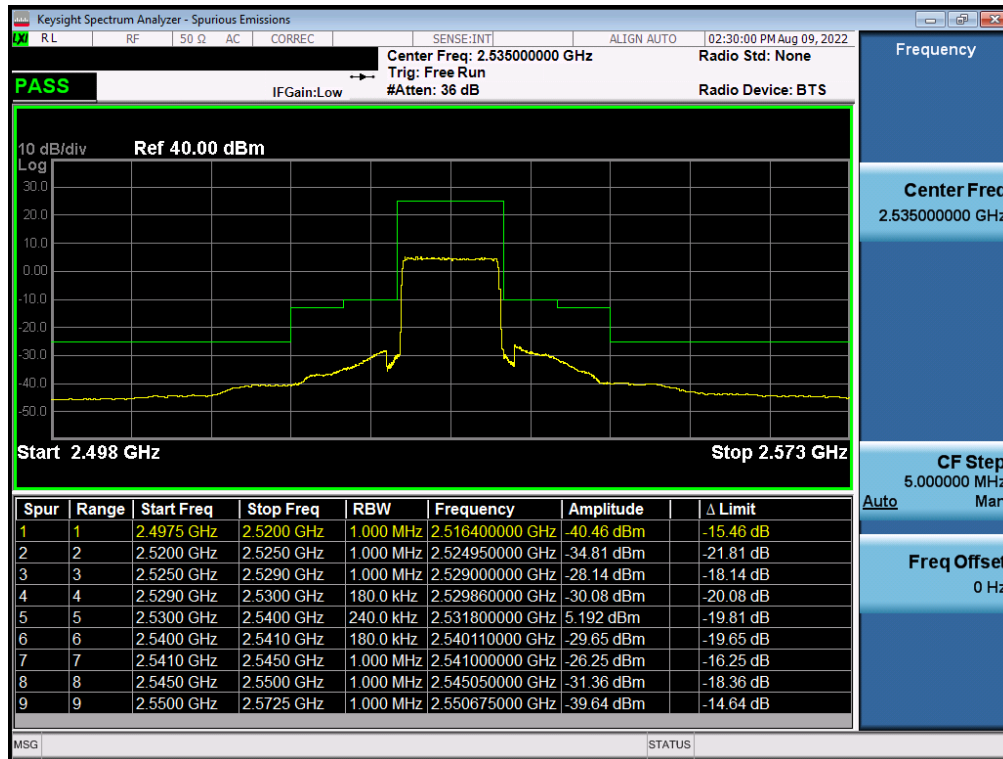 Keysight Spectrum Analyzer - Spurious Emissions
LXI RL RF 50 Ω AC CORREC SENSE:INT ALIGN AUTO 02:30:00 PM Aug 09, 2022
Center Freq: 2.535000000 GHz Radio Std: None
Trig: Free Run
PASS IFGain:Low #Atten: 36 dB Radio Device: BTS
10 dB/div Ref 40.00 dBm
Log
30.0
20.0
10.0
0.00
-10.0
-20.0
-30.0
-40.0
-50.0
Start 2.498 GHz Stop 2.573 GHz
Spur Range Start Freq Stop Freq RBW Frequency Amplitude Δ Limit
1 1 2.4975 GHz 2.5200 GHz 1.000 MHz 2.516400000 GHz -40.46 dBm -15.46 dB
2 2 2.5200 GHz 2.5250 GHz 1.000 MHz 2.524950000 GHz -34.81 dBm -21.81 dB
3 3 2.5250 GHz 2.5290 GHz 1.000 MHz 2.529000000 GHz -28.14 dBm -18.14 dB
4 4 2.5290 GHz 2.5300 GHz 180.0 kHz 2.529860000 GHz -30.08 dBm -20.08 dB
5 5 2.5300 GHz 2.5400 GHz 240.0 kHz 2.531800000 GHz 5.192 dBm -19.81 dB
6 6 2.5400 GHz 2.5410 GHz 180.0 kHz 2.540110000 GHz -29.65 dBm -19.65 dB
7 7 2.5410 GHz 2.5450 GHz 1.000 MHz 2.541000000 GHz -26.25 dBm -16.25 dB
8 8 2.5450 GHz 2.5500 GHz 1.000 MHz 2.545050000 GHz -31.36 dBm -18.36 dB
9 9 2.5500 GHz 2.5725 GHz 1.000 MHz 2.550675000 GHz -39.64 dBm -14.64 dB
MSG STATUS
Frequency
Center Freq
2.535000000 GHz
CF Step
5.000000 MHz
Auto Man
Freq Offset
0 Hz